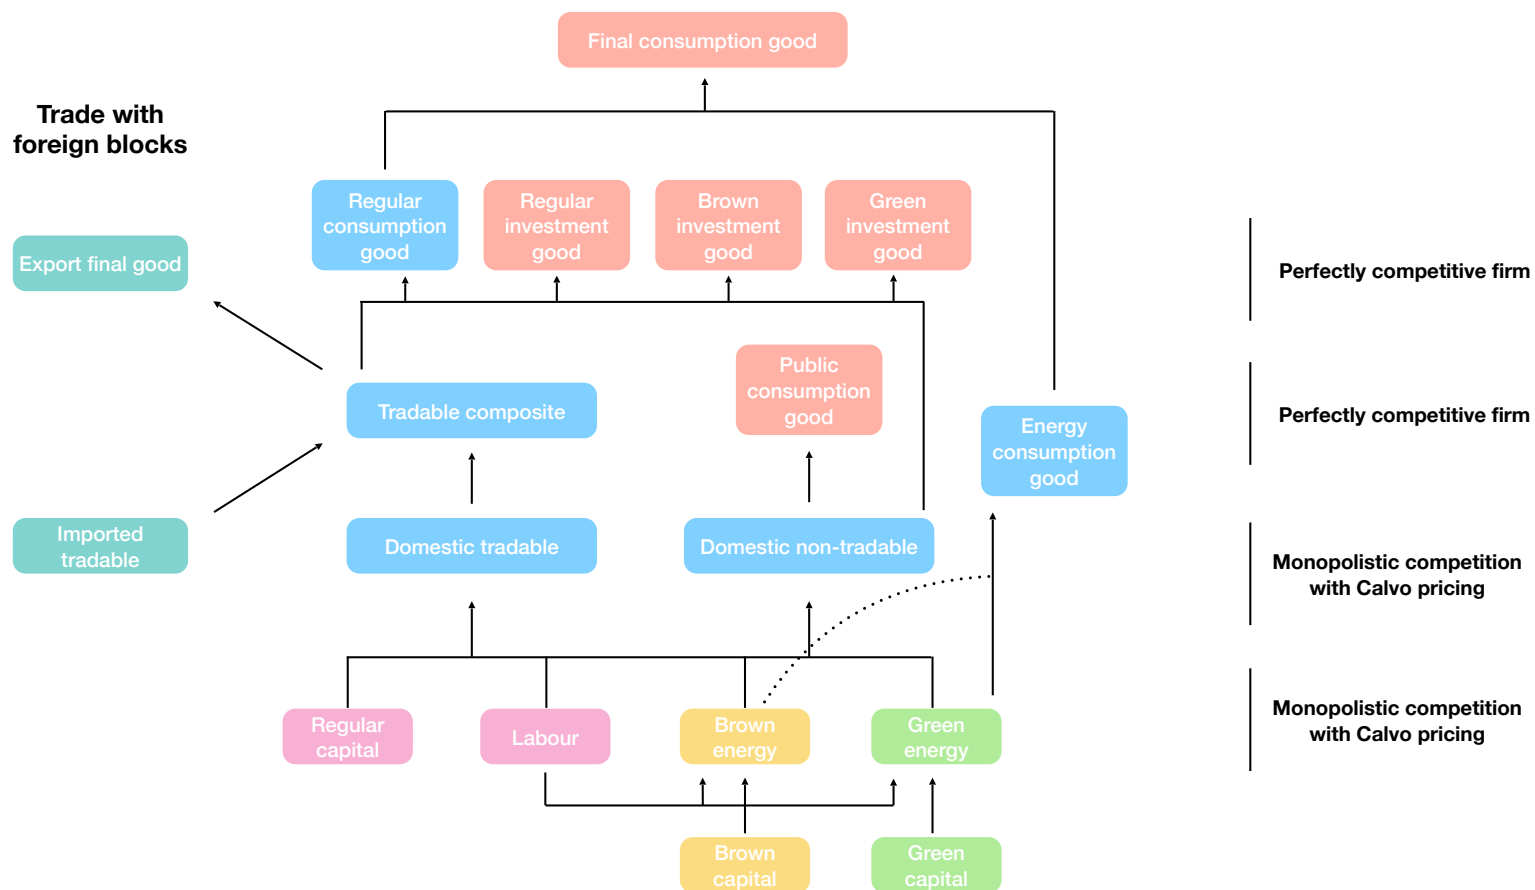 Final consumption good
Trade with
foreign blocks
Regular
consumption
good
Regular
investment
good
Brown
investment
good
Green
investment
good
Export final good
Perfectly competitive firm
Public
consumption
good
Tradable composite
Energy
consumption
good
Perfectly competitive firm
Imported
tradable
Domestic tradable
Domestic non-tradable
Monopolistic competition
with Calvo pricing
Regular
capital
Labour
Brown
energy
Green
energy
Monopolistic competition
with Calvo pricing
Brown
capital
Green
capital